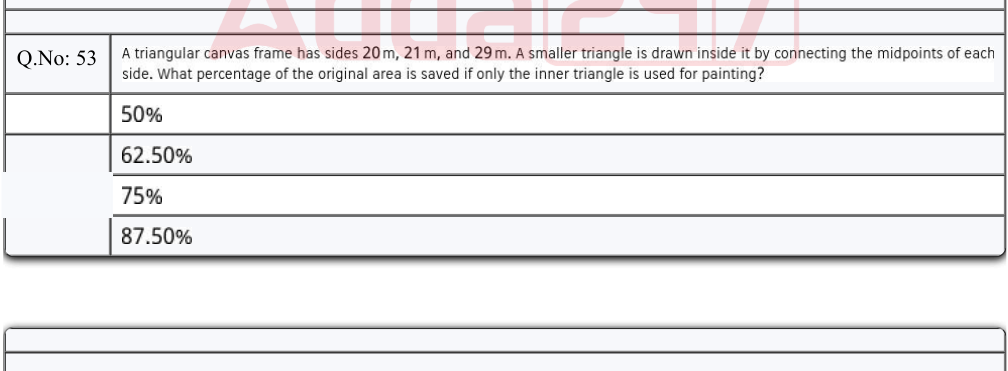 Adda247
Q.No: 53
A triangular canvas frame has sides 20 m, 21 m, and 29 m. A smaller triangle is drawn inside it by connecting the midpoints of each
side. What percentage of the original area is saved if only the inner triangle is used for painting?
50%
62.50%
75%
87.50%